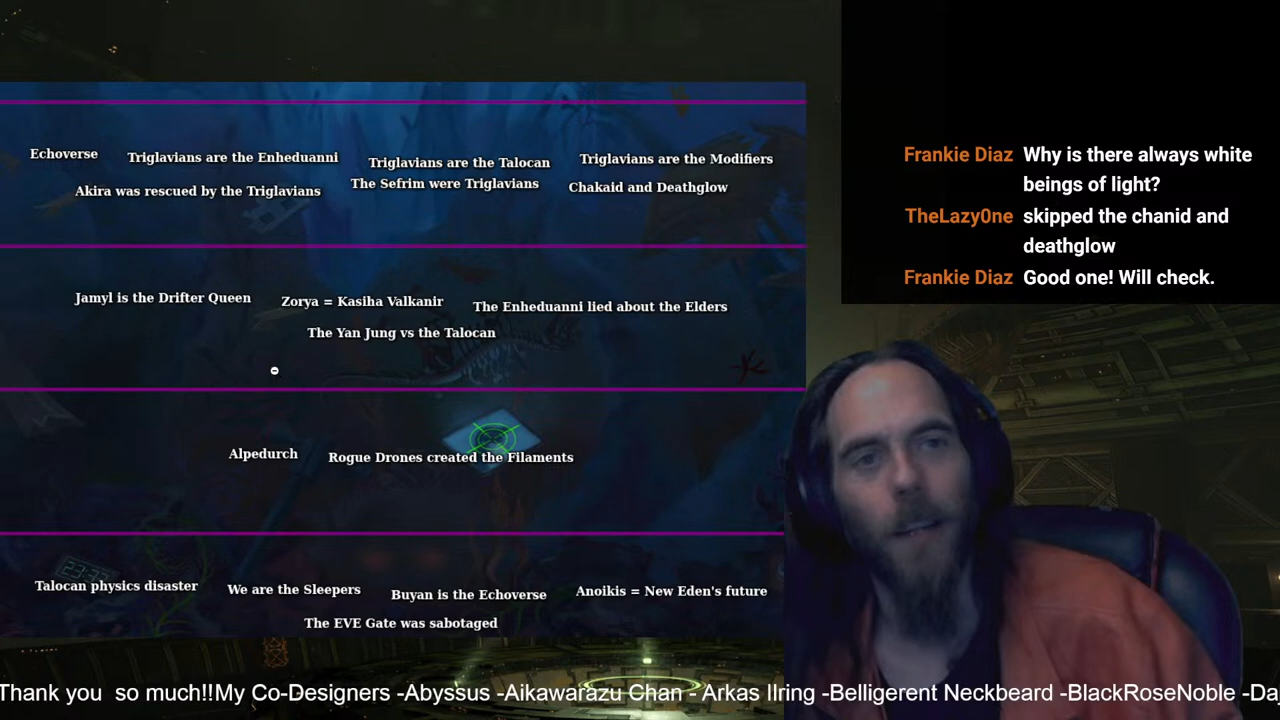 Echoverse
Triglavians are the Enheduanni
Triglavians are the Talocan
Triglavians are the Modifiers
Akira was rescued by the Triglavians
The Sefrim were Triglavians
Chakaid and Deathglow
Jamyl is the Drifter Queen
Zorya = Kasiha Valkanir
The Enheduanni lied about the Elders
The Yan Jung vs the Talocan
Alpedurch
Rogue Drones created the Filaments
Talocan physics disaster
We are the Sleepers
Buyan is the Echoverse
Anoikis = New Eden's future
The EVE Gate was sabotaged
Frankie Diaz Why is there always white
beings of light?
TheLazy0ne skipped the chanid and
deathglow
Frankie Diaz Good one! Will check.
Thank you so much!!My Co-Designers -Abyssus -Aikawarazu Chan - Arkas Ilring -Belligerent Neckbeard -BlackRoseNoble -Da